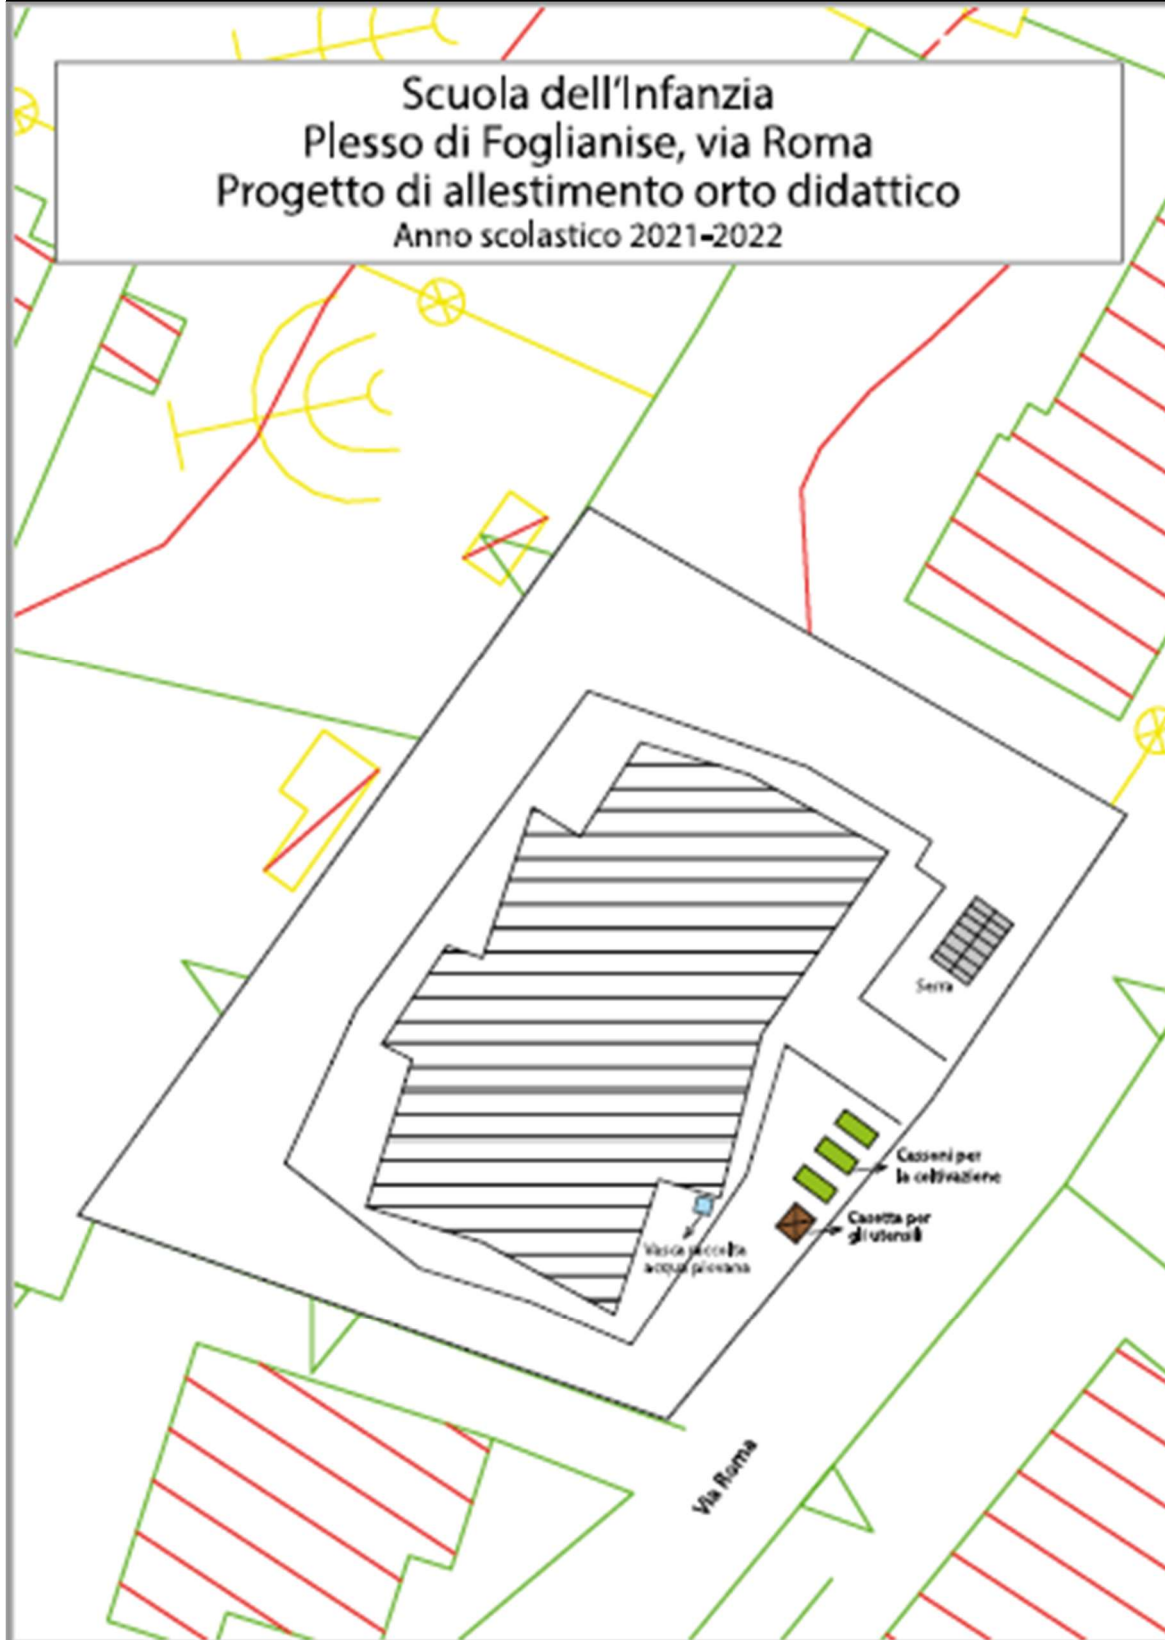 Scuola dell'Infanzia
Plesso di Foglianise, via Roma
Progetto di allestimento orto didattico
Anno scolastico 2021-2022
Serra
Cassoni per
la coltivazione
Casetta per
gli utensili
Vasca raccolta
acqua piovana
Via Roma